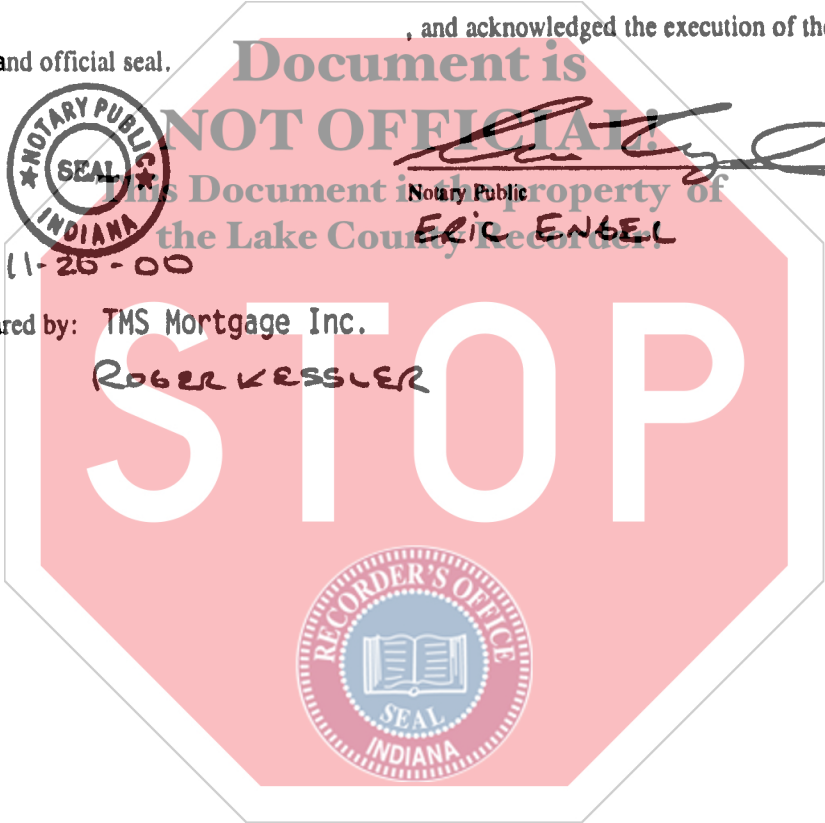 , and acknowledged the execution of the
and official seal.
Document is
NOT OFFICIAL!
NOTARY PUBLIC
SEAL
INDIANA
This Document is the property of
Notary Public
the Lake County Recorder!
ERIC ENGEL
11-26-00
red by: TMS Mortgage Inc.
ROGER KESSLER
STOP
RECORDER'S OFFICE
SEAL
INDIANA